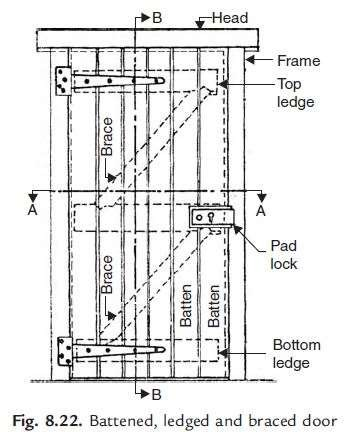 B
Head
Frame
Top
ledge
Brace
A
A
Pad
lock
Brace
Batten
Batten
Bottom
ledge
B
Fig. 8.22. Battened, ledged and braced door